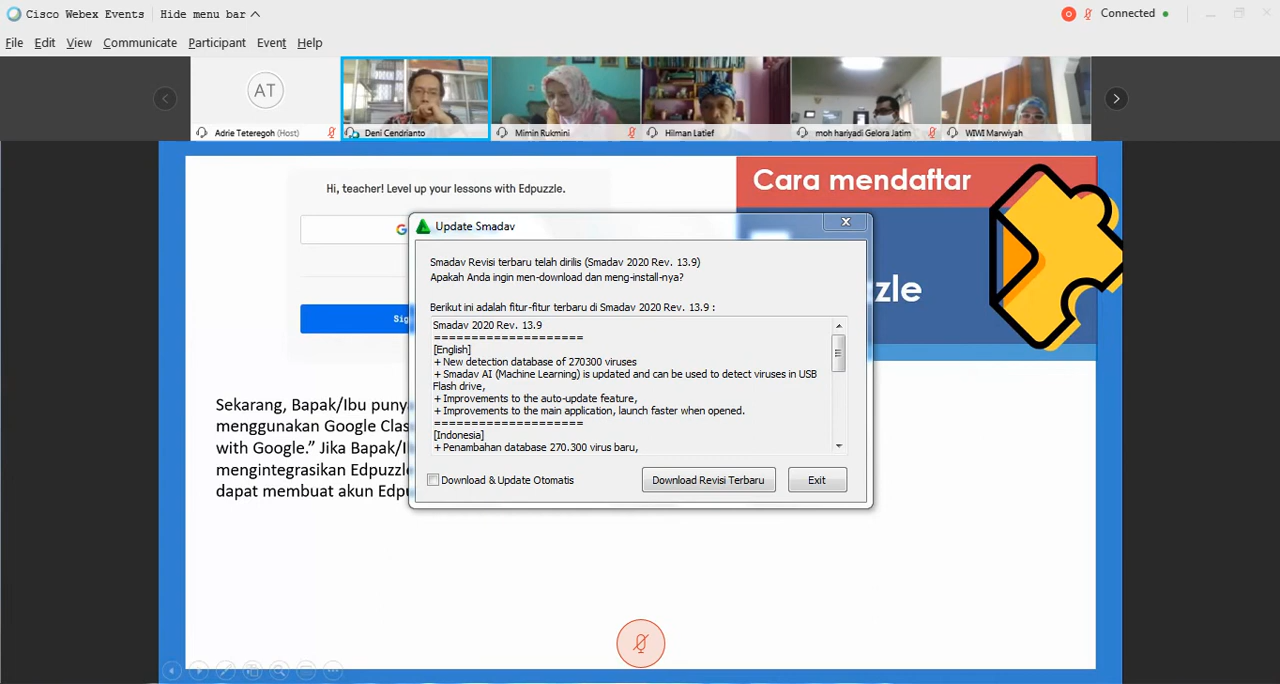 Cisco Webex Events
Hide menu bar
Connected
File Edit View Communicate Participant Event Help
AT
Adrie Teteregoh (Host)
Deni Cendrianto
Mimin Rukmini
Hilman Latief
moh hariyadi Gelora Jatim
WIWI Marwiyah
Hi, teacher! Level up your lessons with Edpuzzle.
Cara mendaftar
zle
G
Sig
Sekarang, Bapak/Ibu puny
menggunakan Google Clas
with Google.” Jika Bapak/I
mengintegrasikan Edpuzzle
dapat membuat akun Edpu
Update Smadav
Smadav Revisi terbaru telah dirilis (Smadav 2020 Rev. 13.9)
Apakah Anda ingin men-download dan meng-install-nya?
Berikut ini adalah fitur-fitur terbaru di Smadav 2020 Rev. 13.9 :
Smadav 2020 Rev. 13.9
====================
[English]
+ New detection database of 270300 viruses
+ Smadav AI (Machine Learning) is updated and can be used to detect viruses in USB
Flash drive,
+ Improvements to the auto-update feature,
+ Improvements to the main application, launch faster when opened.
====================
[Indonesia]
+ Penambahan database 270.300 virus baru,
Download & Update Otomatis
Download Revisi Terbaru
Exit